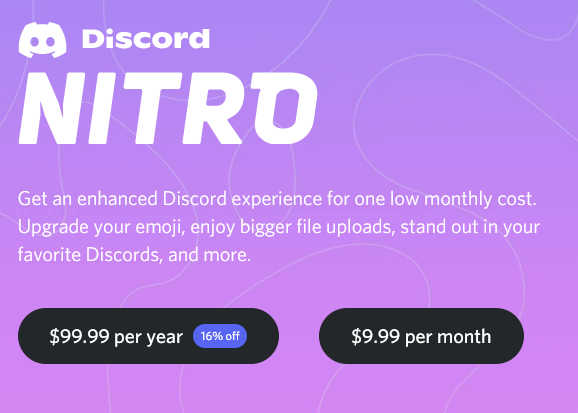 Discord
NITRO
Get an enhanced Discord experience for one low monthly cost.
Upgrade your emoji, enjoy bigger file uploads, stand out in your
favorite Discords, and more.
$99.99 per year 16% off
$9.99 per month